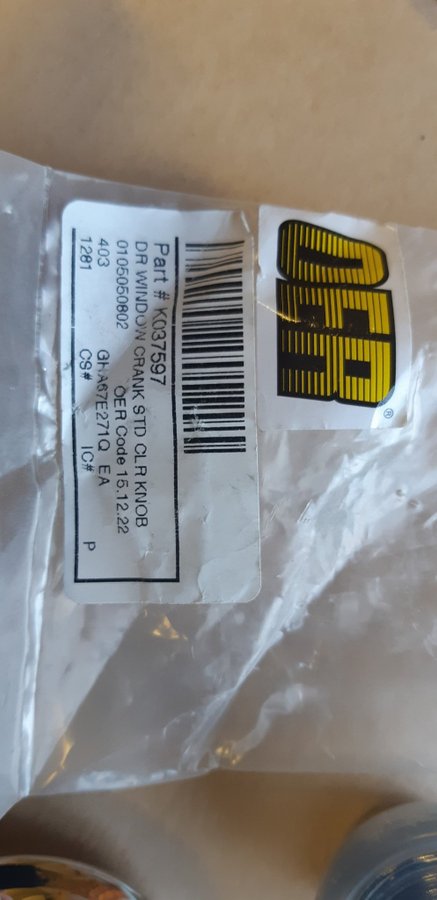 OER®
Part # K037597
DR WINDOW CRANK STD CLR KNOB
0105050802 OER Code 15.12.22
403 GHA67E271Q EA
1281 CS# IC# P